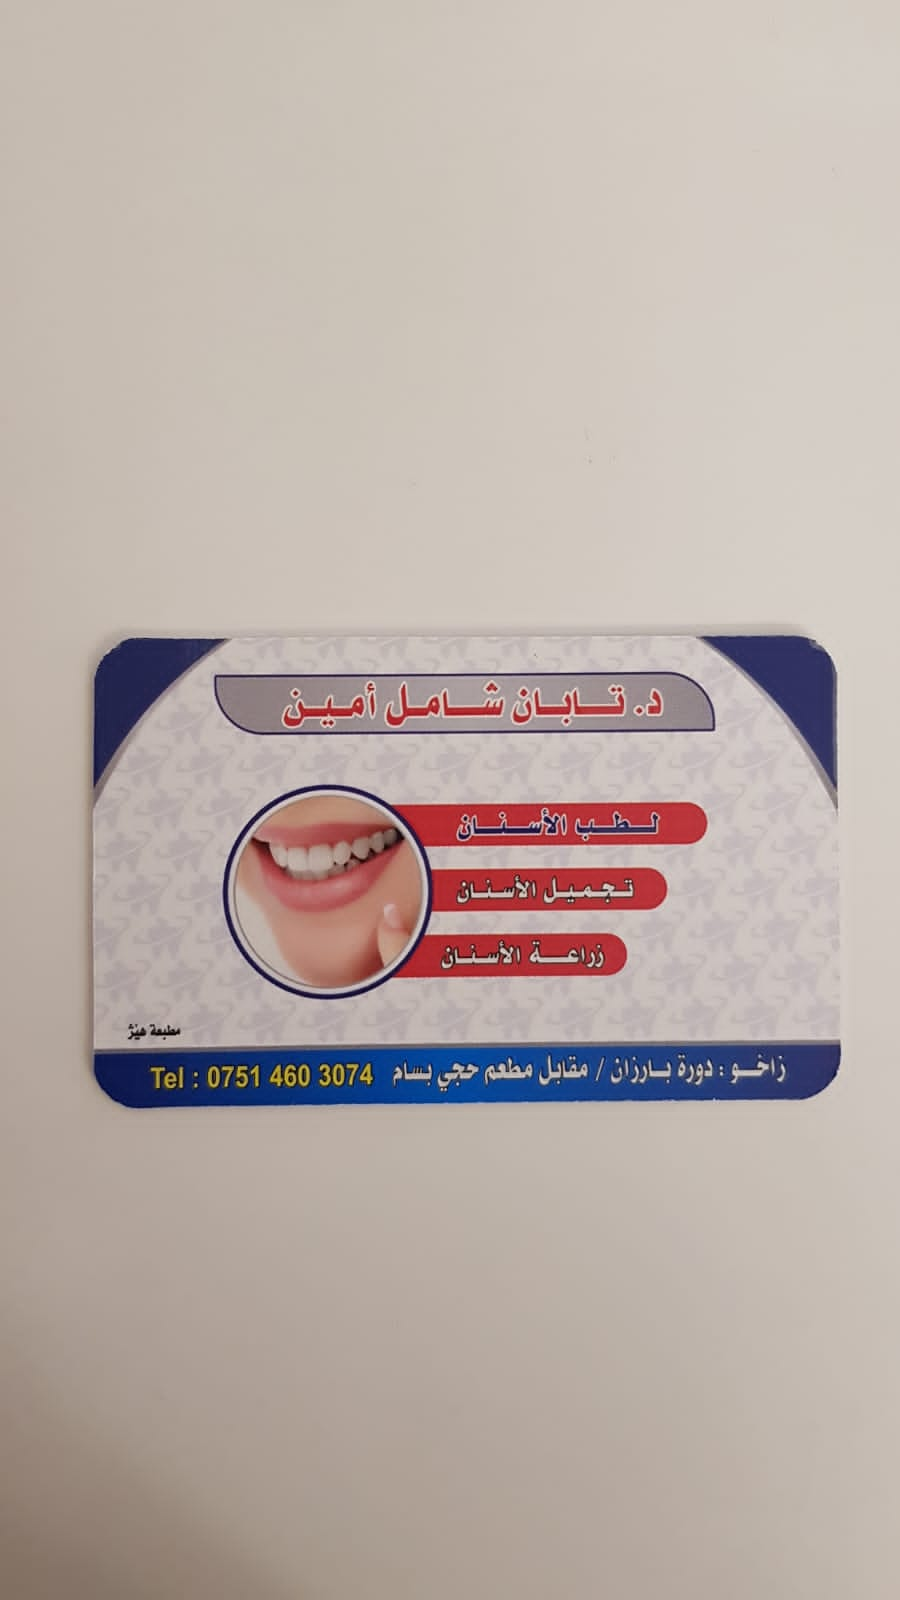 د. تابان شامل أمين
لطب الأسنان
تجميل الأسنان
زراعة الأسنان
مطبعة هيژ
زاخو : دورة بارزان / مقابل مطعم حجي بسام Tel : 0751 460 3074